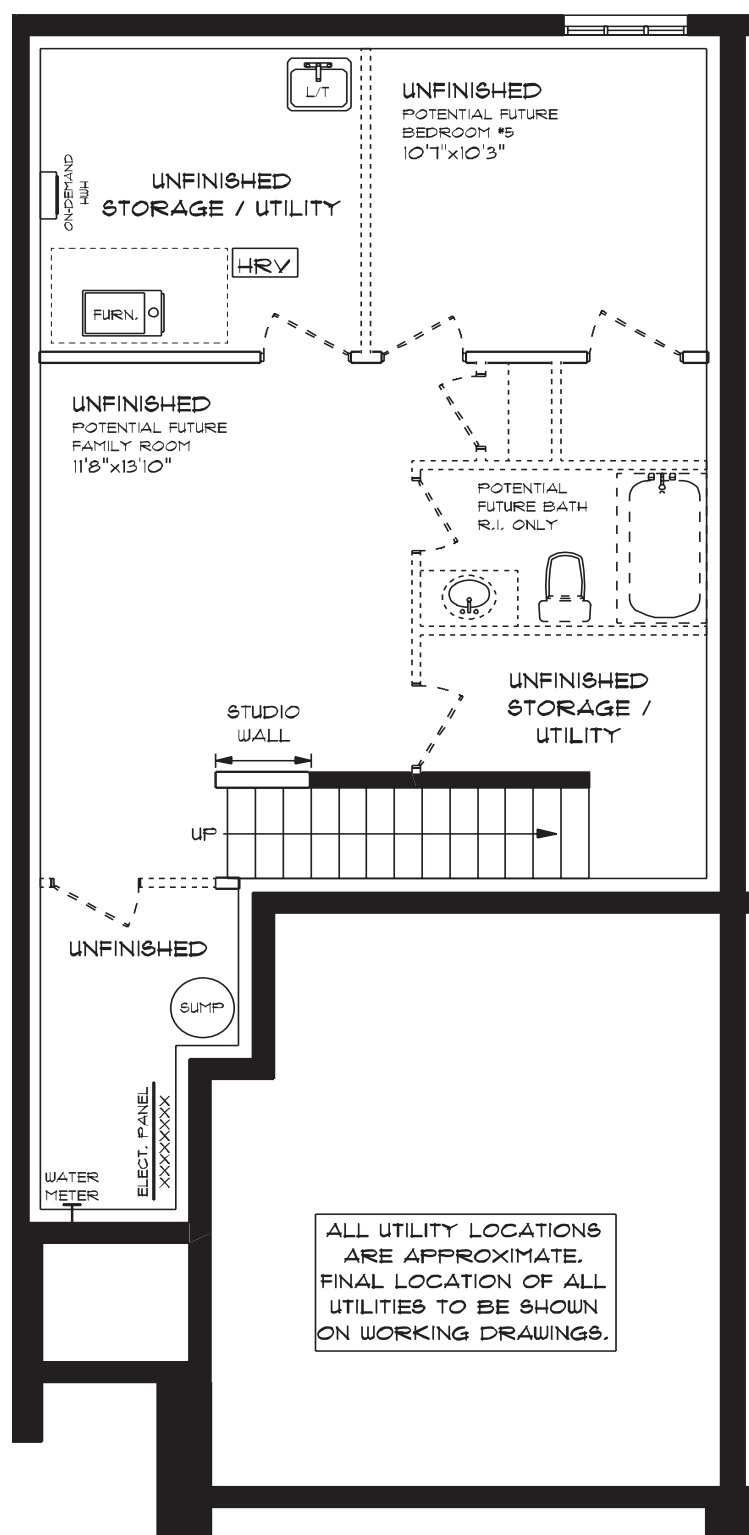 L/T
UNFINISHED
POTENTIAL FUTURE
BEDROOM #5
10'7"x10'3"
ON-DEMAND
HWH
UNFINISHED
STORAGE / UTILITY
HRV
FURN.
UNFINISHED
POTENTIAL FUTURE
FAMILY ROOM
11'8"x13'10"
POTENTIAL
FUTURE BATH
R.I. ONLY
UNFINISHED
STORAGE /
UTILITY
STUDIO
WALL
UP
UNFINISHED
SUMP
ELECT. PANEL
XXXXXXXXX
WATER
METER
ALL UTILITY LOCATIONS
ARE APPROXIMATE.
FINAL LOCATION OF ALL
UTILITIES TO BE SHOWN
ON WORKING DRAWINGS.